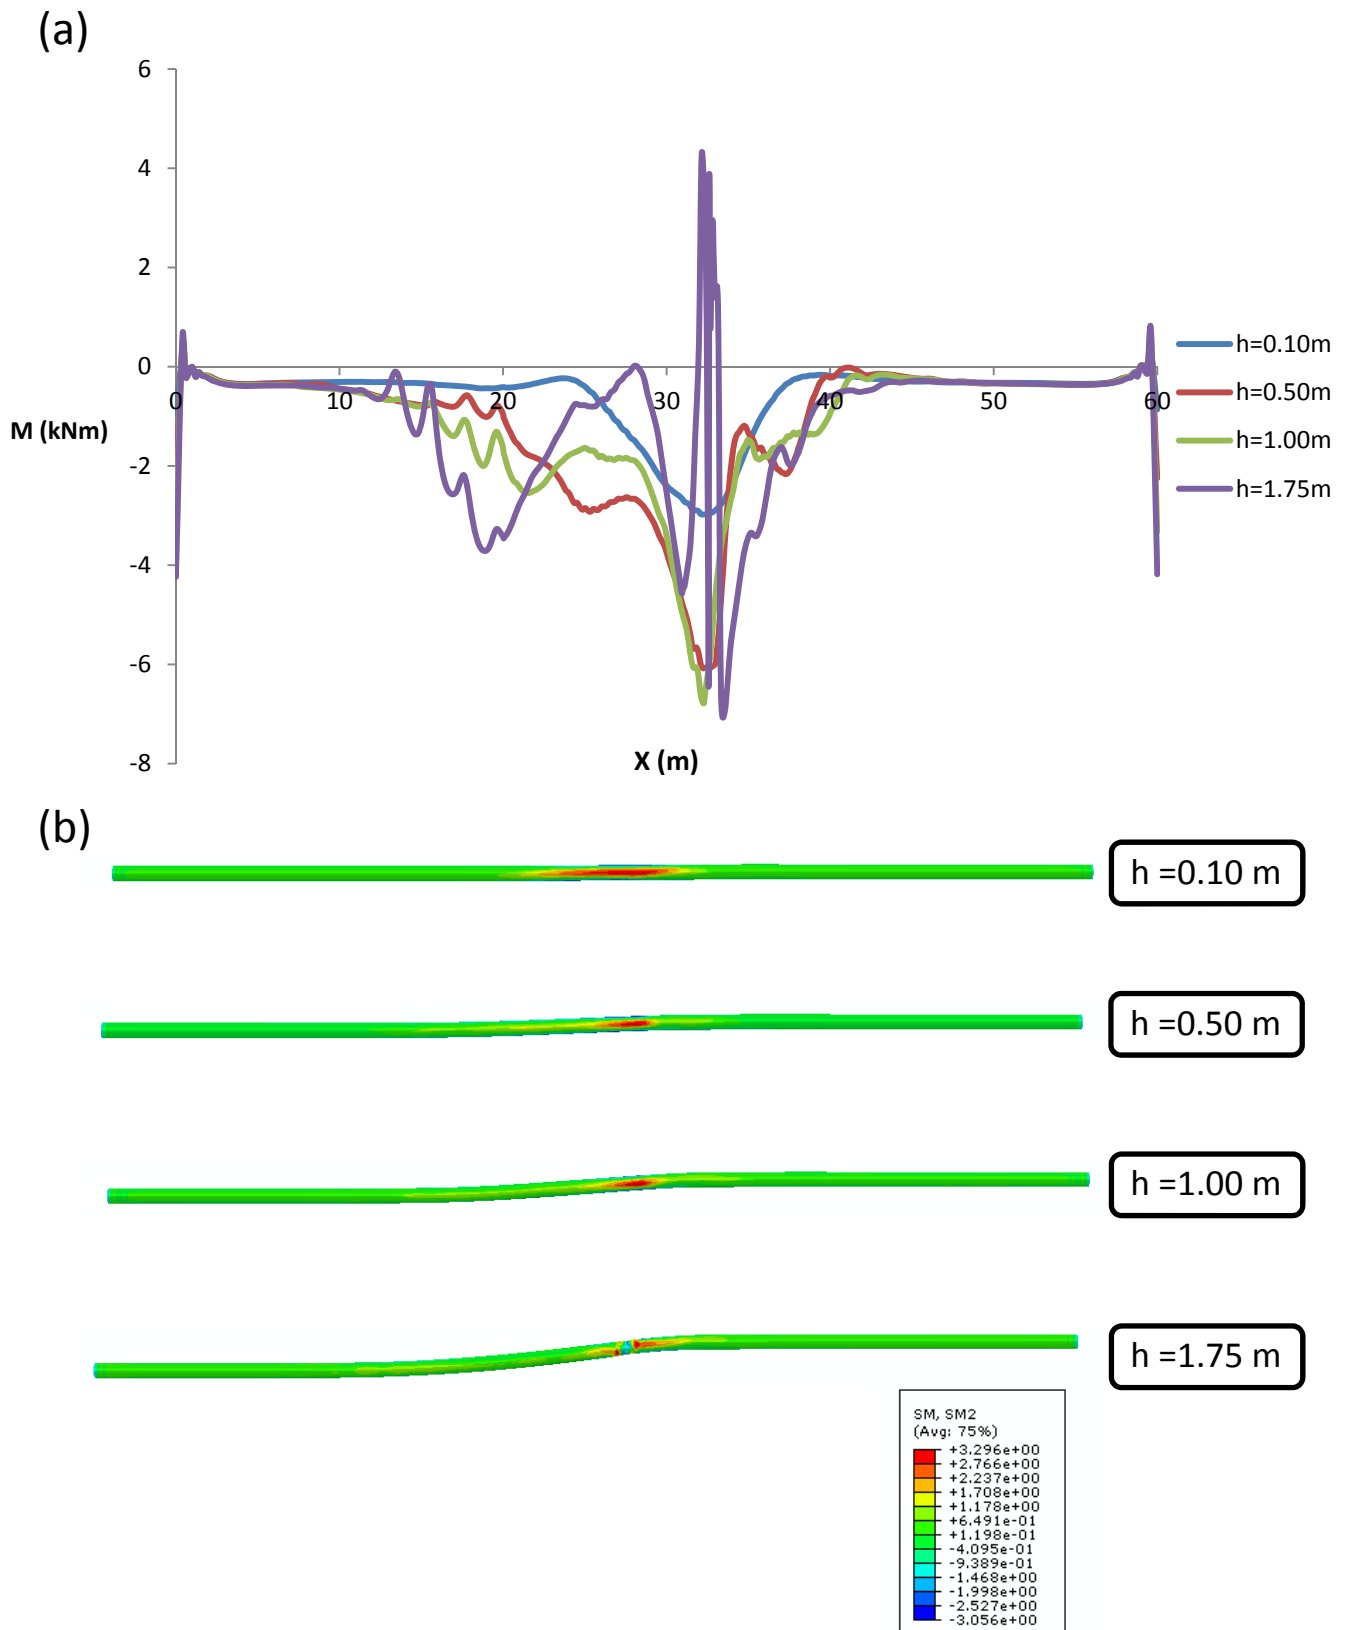 (a)
6
4
2
0
-2
-4
-6
-8
M (kNm)
0
10
20
30
40
50
60
X (m)
h=0.10m
h=0.50m
h=1.00m
h=1.75m
(b)
h =0.10 m
h =0.50 m
h =1.00 m
h =1.75 m
SM, SM2
(Avg: 75%)
+3.296e+00
+2.766e+00
+2.237e+00
+1.708e+00
+1.178e+00
+6.491e-01
+1.198e-01
-4.095e-01
-9.389e-01
-1.468e+00
-1.998e+00
-2.527e+00
-3.056e+00